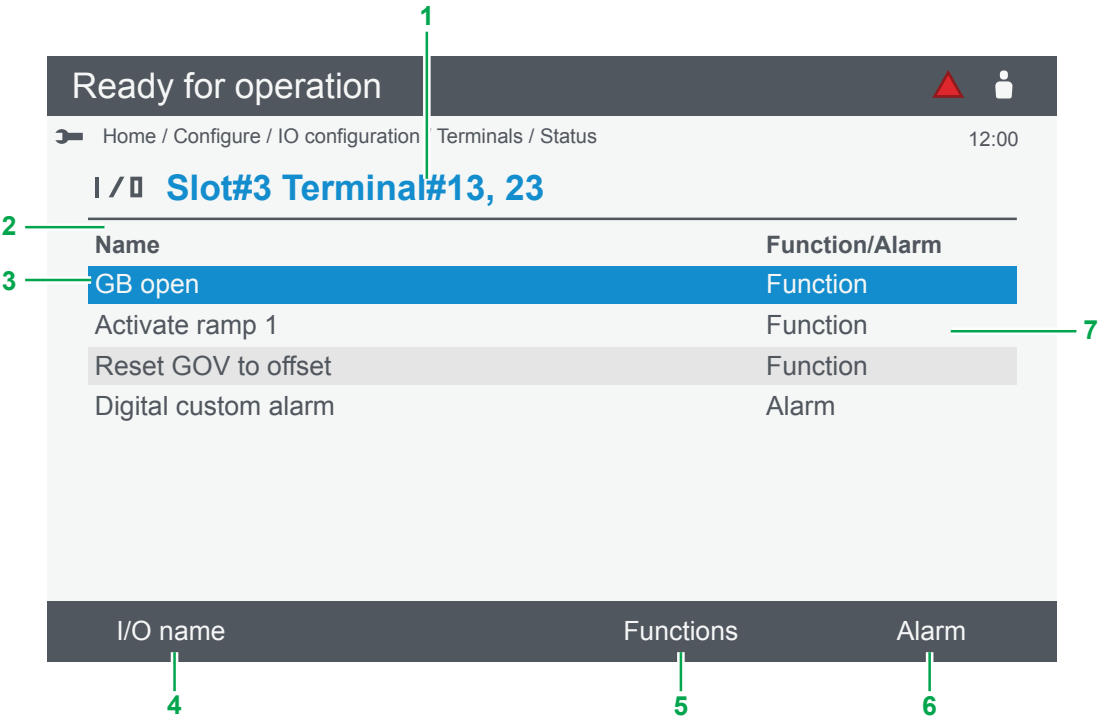 1
Ready for operation
Home / Configure / IO configuration / Terminals / Status
12:00
I/O Slot#3 Terminal#13, 23
2
Name Function/Alarm
3
GB open Function
Activate ramp 1 Function
7
Reset GOV to offset Function
Digital custom alarm Alarm
I/O name Functions Alarm
4 5 6